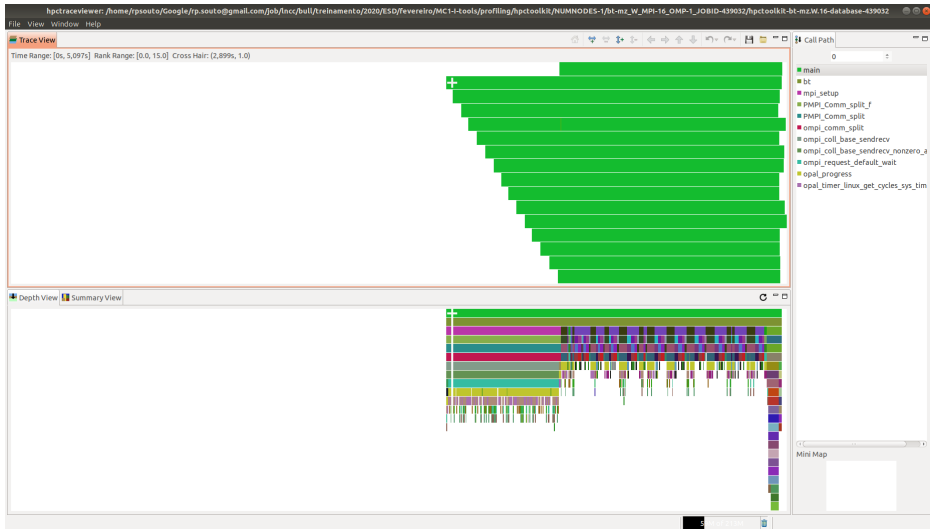 hpctraceviewer: /home/rpsouto/Google/rp.souto@gmail.com/job/lncc/bull/treinamento/2020/ESD/fevereiro/MC1-I-tools/profiling/hpctoolkit/NUMNODES-1/bt-mz_W_MPI-16_OMP-1_JOBID-439032/hpctoolkit-bt-mz.W.16-database-439032
File View Window Help
Trace View
Time Range: [0s, 5,097s] Rank Range: [0.0, 15.0] Cross Hair: (2,899s, 1.0)
Depth View Summary View
Call Path
0
main
bt
mpi_setup
PMPI_Comm_split_f
PMPI_Comm_split
ompi_comm_split
ompi_coll_base_sendrecv
ompi_coll_base_sendrecv_nonzero_a
ompi_request_default_wait
opal_progress
opal_timer_linux_get_cycles_sys_tim
Mini Map